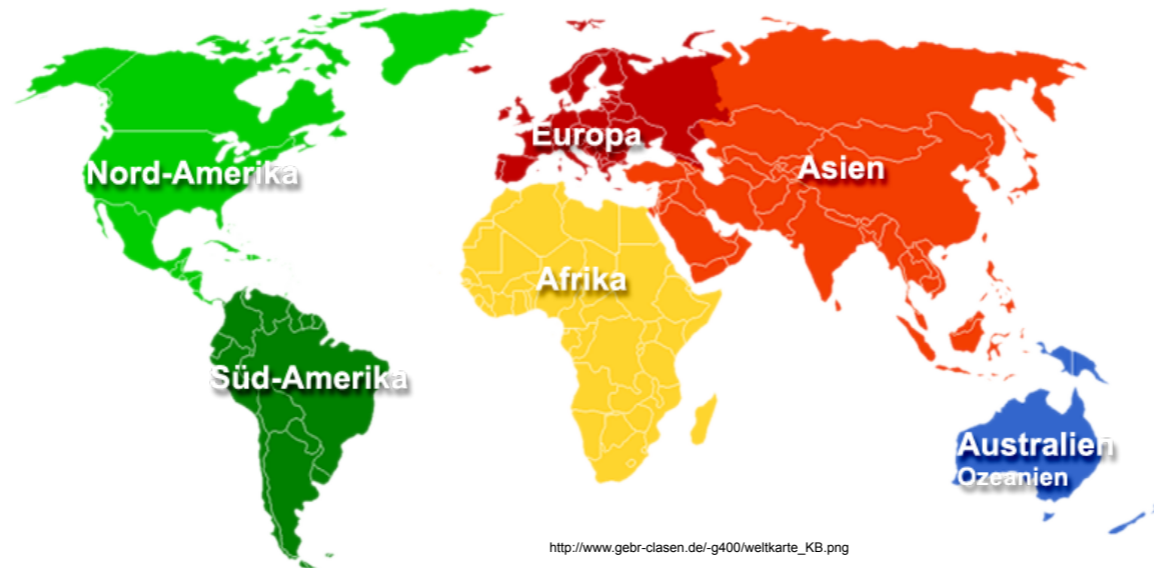 Europa
Nord-Amerika
Asien
Afrika
Süd-Amerika
Australien
Ozeanien
http://www.gebr-clasen.de/-g400/weltkarte_KB.png